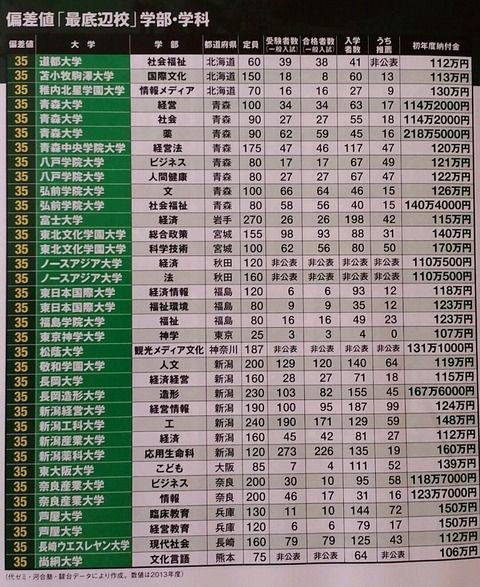 偏差値「最底辺校」学部・学科
偏差値 大学 学部 都道府県 定員 受験者数(一般入試) 合格者数(一般入試) 入学者数 うち推薦 初年度納付金
35 道都大学 社会福祉 北海道 60 39 38 41 非公表 112万円
35 苫小牧駒澤大学 国際文化 北海道 150 18 8 60 13 113万円
35 稚内北星学園大学 情報メディア 北海道 70 16 16 27 9 130万円
35 青森大学 経営 青森 100 34 34 63 17 114万2000円
35 青森大学 社会 青森 90 27 27 55 18 114万2000円
35 青森大学 薬 青森 90 62 59 45 16 218万5000円
35 青森中央学院大学 経営法 青森 175 47 46 117 47 120万円
35 八戸学院大学 ビジネス 青森 80 17 17 67 49 121万円
35 八戸学院大学 人間健康 青森 80 27 27 67 47 122万円
35 弘前学院大学 文 青森 100 66 64 46 15 126万円
35 弘前学院大学 社会福祉 青森 80 58 56 40 15 140万4000円
35 富士大学 経済 岩手 270 26 26 198 42 115万円
35 東北文化学園大学 総合政策 宮城 155 98 93 88 31 140万円
35 東北文化学園大学 科学技術 宮城 100 62 56 80 50 170万円
35 ノースアジア大学 経済 秋田 120 非公表 非公表 非公表 非公表 110万500円
35 ノースアジア大学 法 秋田 160 非公表 非公表 非公表 非公表 110万500円
35 東日本国際大学 経済情報 福島 120 6 6 93 12 118万円
35 東日本国際大学 福祉環境 福島 80 9 9 35 12 123万円
35 福島学院大学 福祉 福島 80 16 16 49 23 123万円
35 東京神学大学 神学 東京 25 3 3 4 0 107万円
35 松蔭大学 観光メディア文化 神奈川 187 非公表 非公表 非公表 非公表 131万1000円
35 敬和学園大学 人文 新潟 200 129 120 140 64 119万円
35 長岡大学 経済経営 新潟 160 28 27 71 18 115万円
35 長岡造形大学 造形 新潟 230 103 82 155 45 167万6000円
35 新潟経営大学 経営情報 新潟 190 100 95 187 99 124万円
35 新潟工科大学 工 新潟 240 190 171 129 59 148万円
35 新潟産業大学 経済 新潟 160 45 42 81 27 112万円
35 新潟薬科大学 応用生命科 新潟 120 273 226 135 19 160万円
35 東大阪大学 こども 大阪 85 7 4 111 52 139万円
35 奈良産業大学 ビジネス 奈良 200 30 10 95 58 118万7000円
35 奈良産業大学 情報 奈良 200 46 17 31 16 123万7000円
35 芦屋大学 臨床教育 兵庫 130 11 10 144 72 150万円
35 芦屋大学 経営教育 兵庫 120 6 6 79 17 150万円
35 長崎ウエスレヤン大学 現代社会 長崎 160 79 79 125 43 112万円
35 尚絅大学 文化言語 熊本 75 非公表 非公表 64 非公表 106万円
(代ゼミ・河合塾・駿台データにより作成。数値は2013年度)